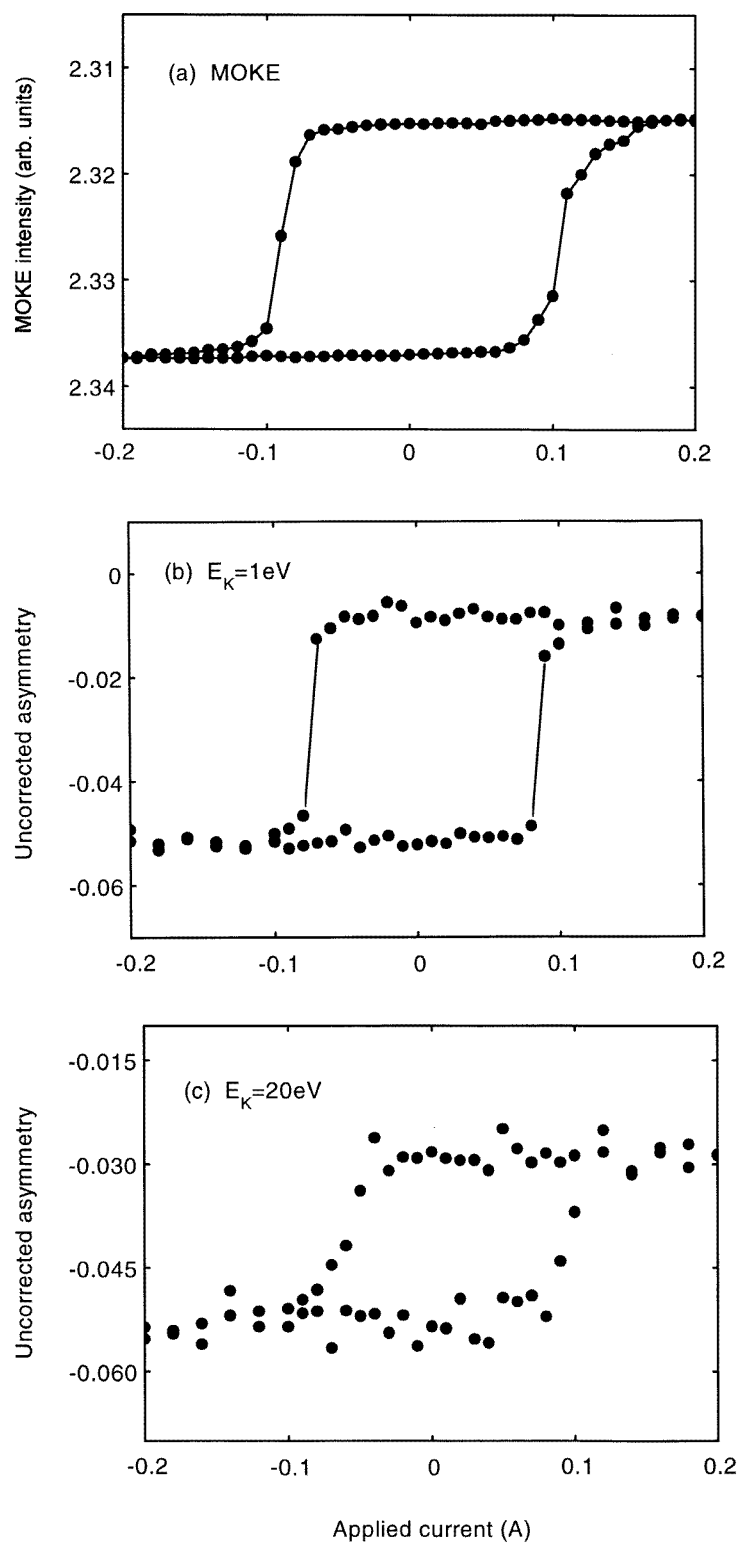 (a) MOKE
MOKE intensity (arb. units)
2.31
2.32
2.33
2.34
-0.2 -0.1 0 0.1 0.2
(b) E_K=1eV
Uncorrected asymmetry
0
-0.02
-0.04
-0.06
-0.2 -0.1 0 0.1 0.2
(c) E_K=20eV
Uncorrected asymmetry
-0.015
-0.030
-0.045
-0.060
-0.2 -0.1 0 0.1 0.2
Applied current (A)